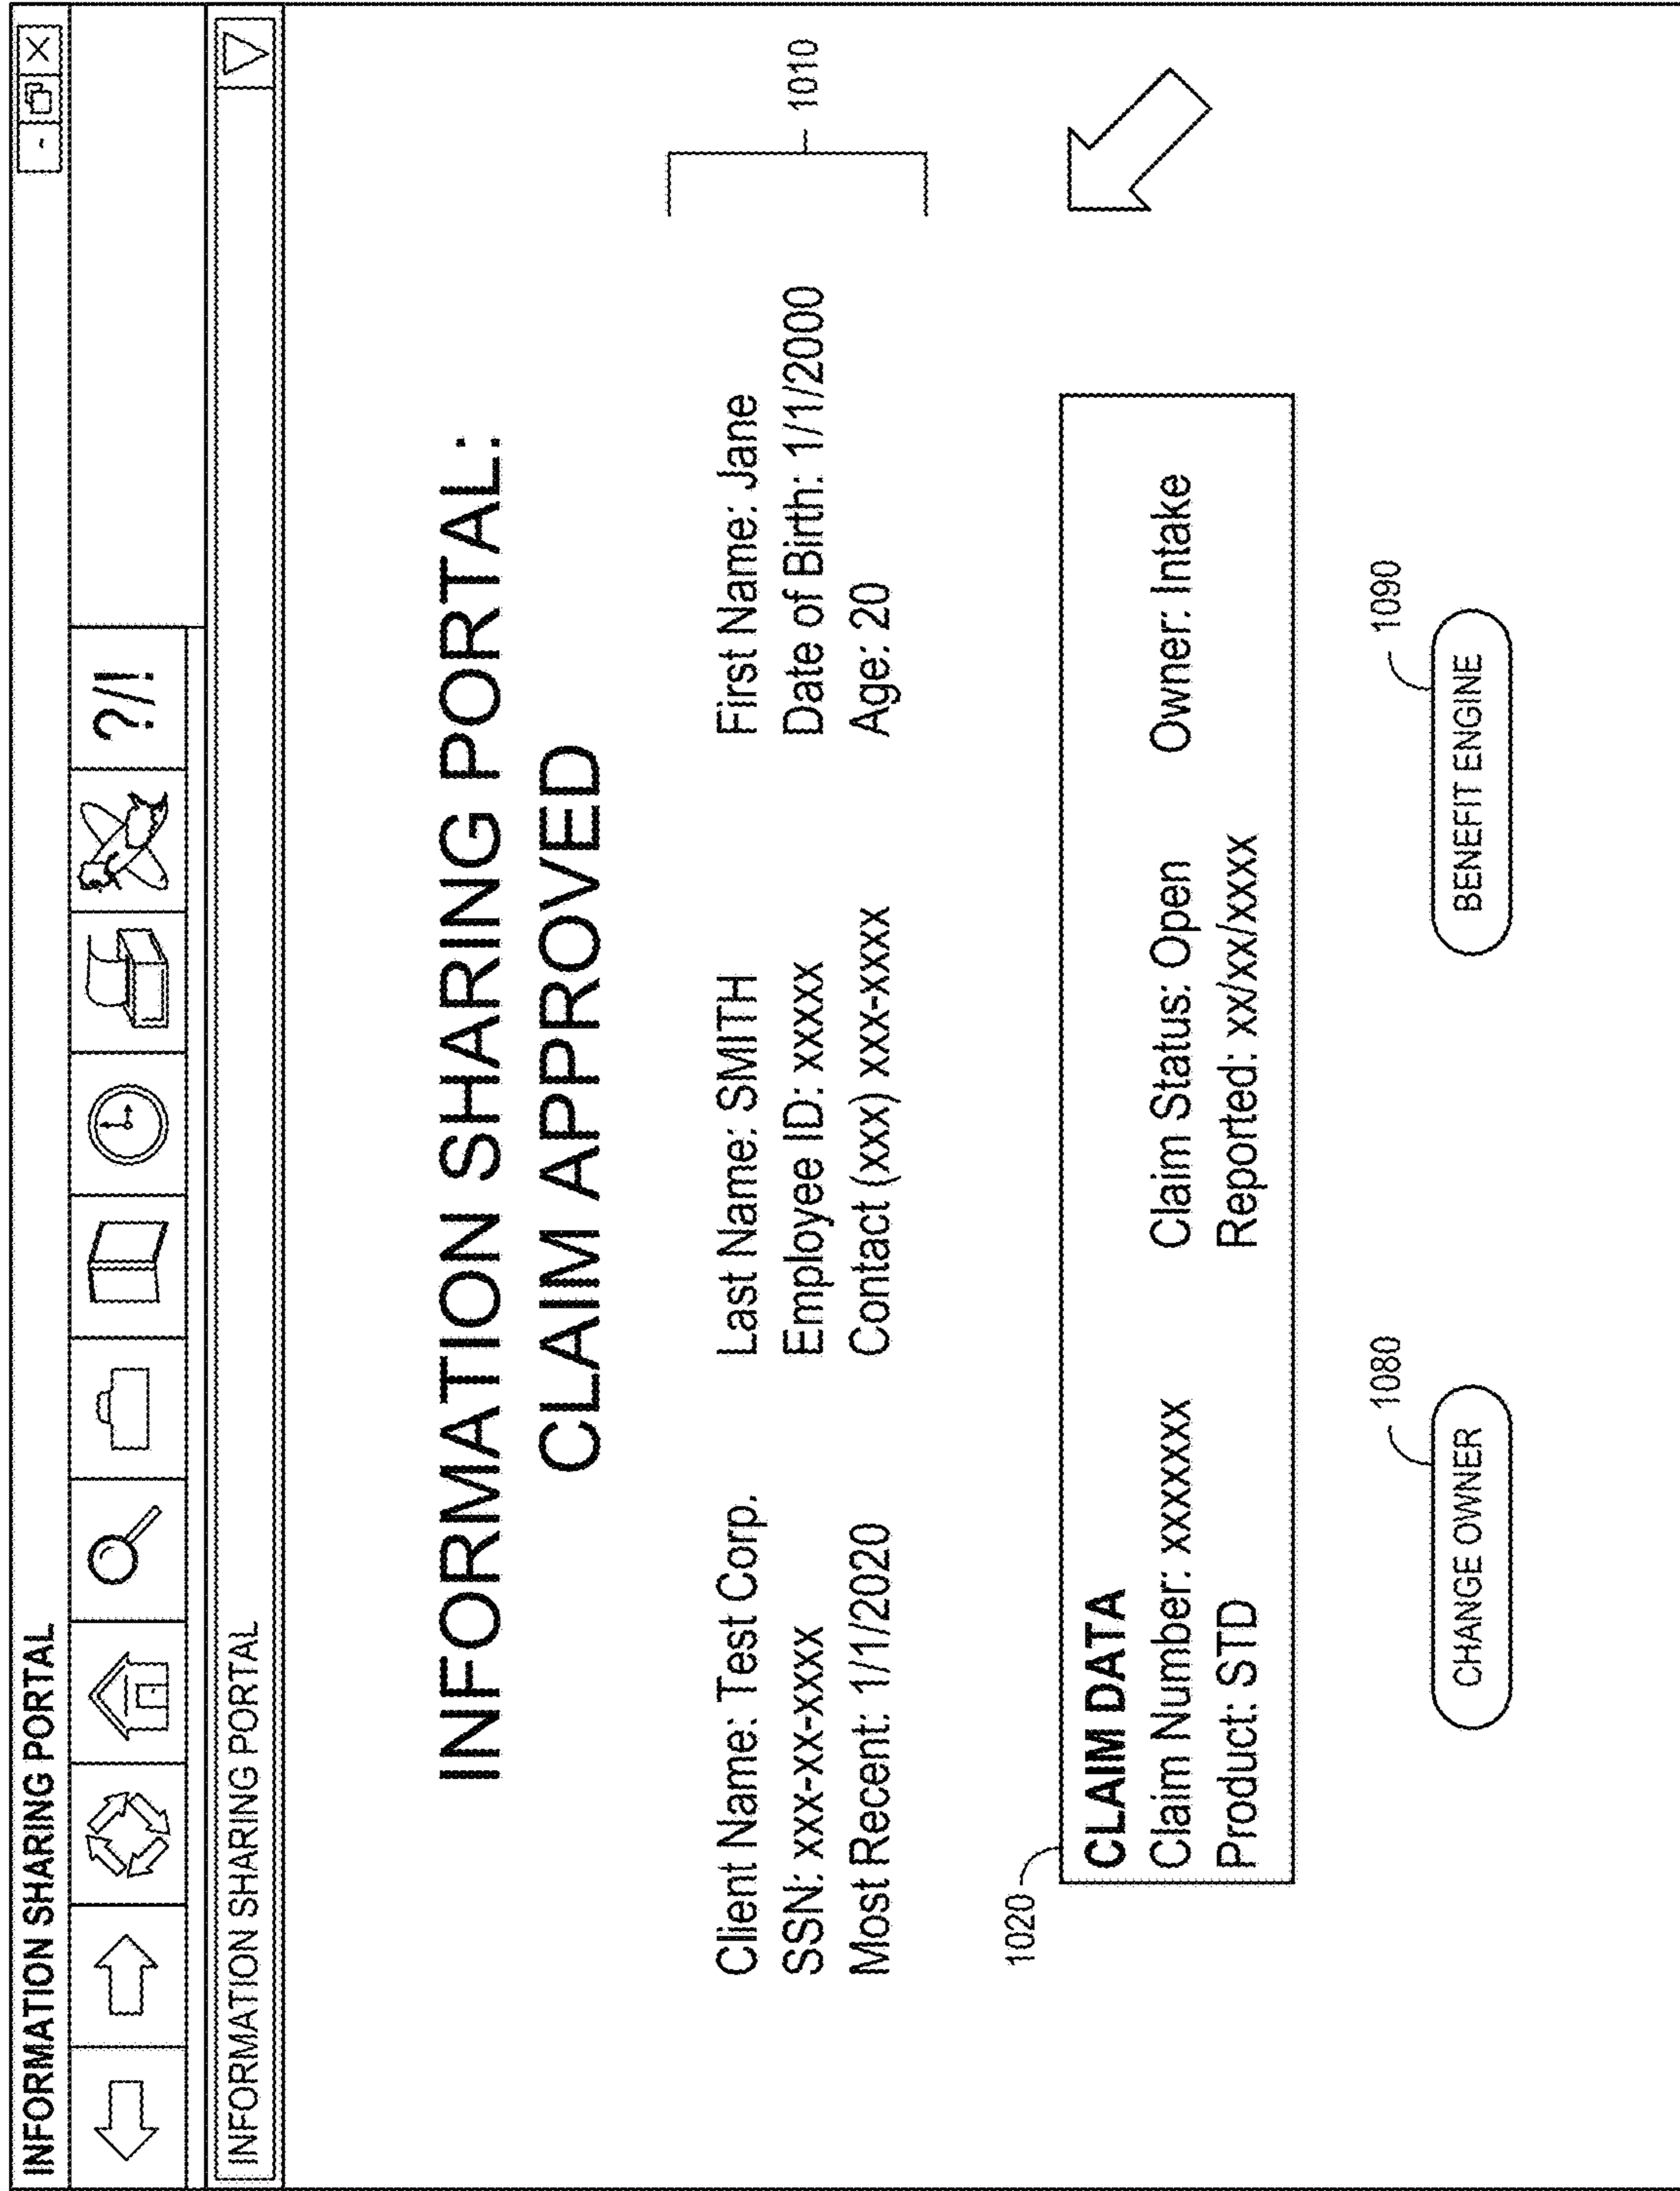 INFORMATION SHARING PORTAL
- X
?/!
INFORMATION SHARING PORTAL
INFORMATION SHARING PORTAL:
CLAIM APPROVED
Client Name: Test Corp. Last Name: SMITH First Name: Jane
SSN: xxx-xx-xxxx Employee ID: xxxxx Date of Birth: 1/1/2000
Most Recent: 1/1/2020 Contact (xxx) xxx-xxxx Age: 20
1010
1020
CLAIM DATA
Claim Number: xxxxxxx Claim Status: Open Owner: Intake
Product: STD Reported: xx/xx/xxxx
1080 1090
CHANGE OWNER BENEFIT ENGINE